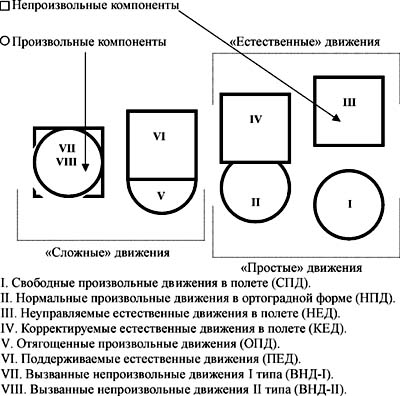 Непроизвольные компоненты
Произвольные компоненты
«Естественные» движения
VII
VIII
VI
V
IV
II
III
I
«Сложные» движения
«Простые» движения
I. Свободные произвольные движения в полете (СПД).
II. Нормальные произвольные движения в ортоградной форме (НПД).
III. Неуправляемые естественные движения в полете (НЕД).
IV. Корректируемые естественные движения в полете (КЕД).
V. Отягощенные произвольные движения (ОПД).
VI. Поддерживаемые естественные движения (ПЕД).
VII. Вызванные непроизвольные движения I типа (ВНД-I).
VIII. Вызванные непроизвольные движения II типа (ВНД-II).